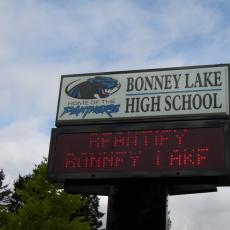 BONNEY LAKE
HIGH SCHOOL
HOME OF THE
PANTHERS
BEAUTIFY
BONNEY LAKE